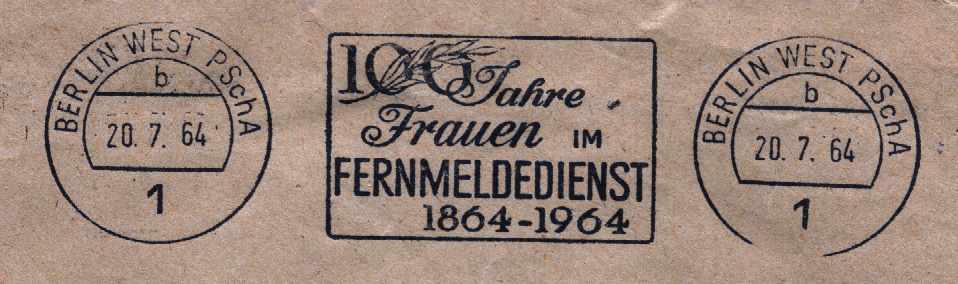 BERLIN WEST PSchA
b
20. 7. 64
1
100 Jahre
Frauen IM
FERNMELDEDIENST
1864-1964
BERLIN WEST PSchA
b
20. 7. 64
1